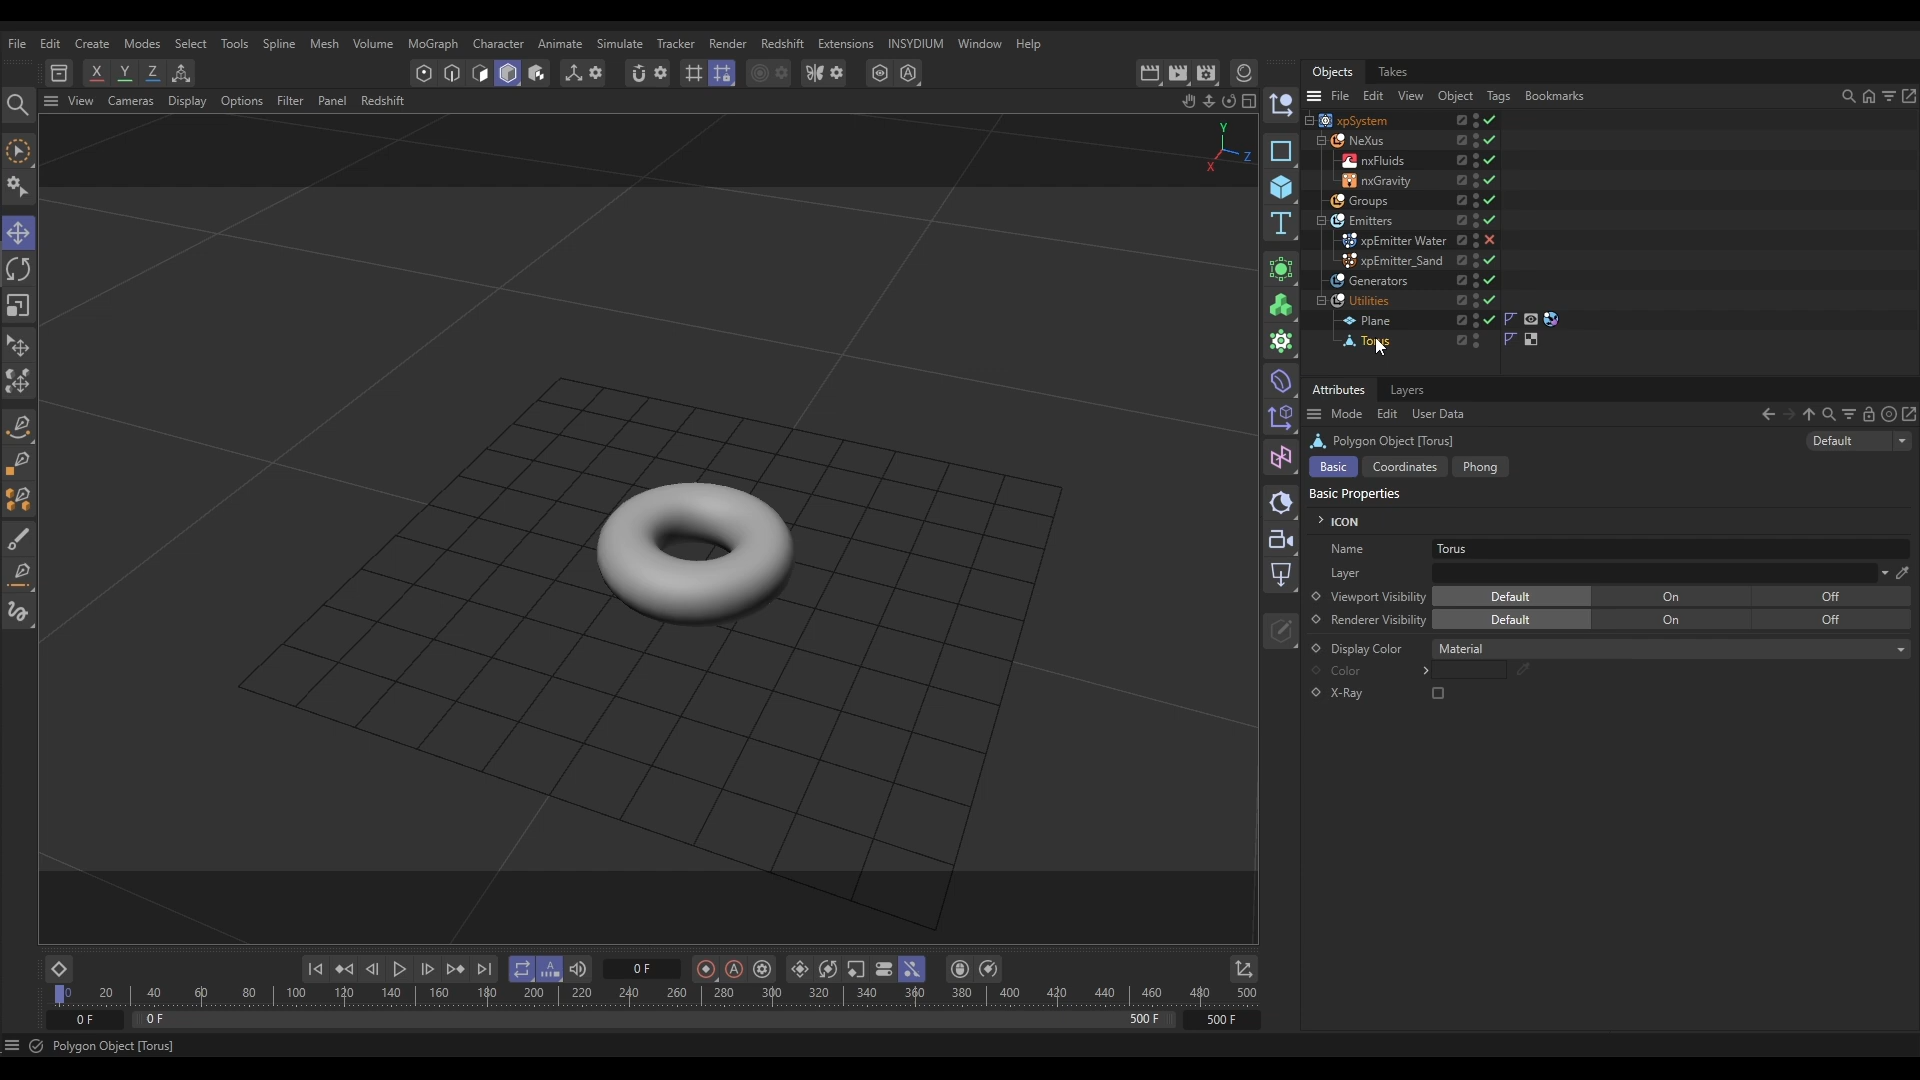 File Edit Create Modes Select Tools Spline Mesh Volume MoGraph Character Animate Simulate Tracker Render Redshift Extensions INSYDIUM Window Help
X Y Z
View Cameras Display Options Filter Panel Redshift
Y
Z
X
Objects Takes
File Edit View Object Tags Bookmarks
xpSystem
NeXus
nxFluids
nxGravity
Groups
Emitters
xpEmitter Water
xpEmitter_Sand
Generators
Utilities
Plane
Torus
Attributes Layers
Mode Edit User Data
Polygon Object [Torus] Default
Basic Coordinates Phong
Basic Properties
ICON
Name Torus
Layer
Viewport Visibility Default On Off
Renderer Visibility Default On Off
Display Color Material
Color
X-Ray
0 F
0 20 40 60 80 100 120 140 160 180 200 220 240 260 280 300 320 340 360 380 400 420 440 460 480 500
0 F 0 F 500 F 500 F
Polygon Object [Torus]